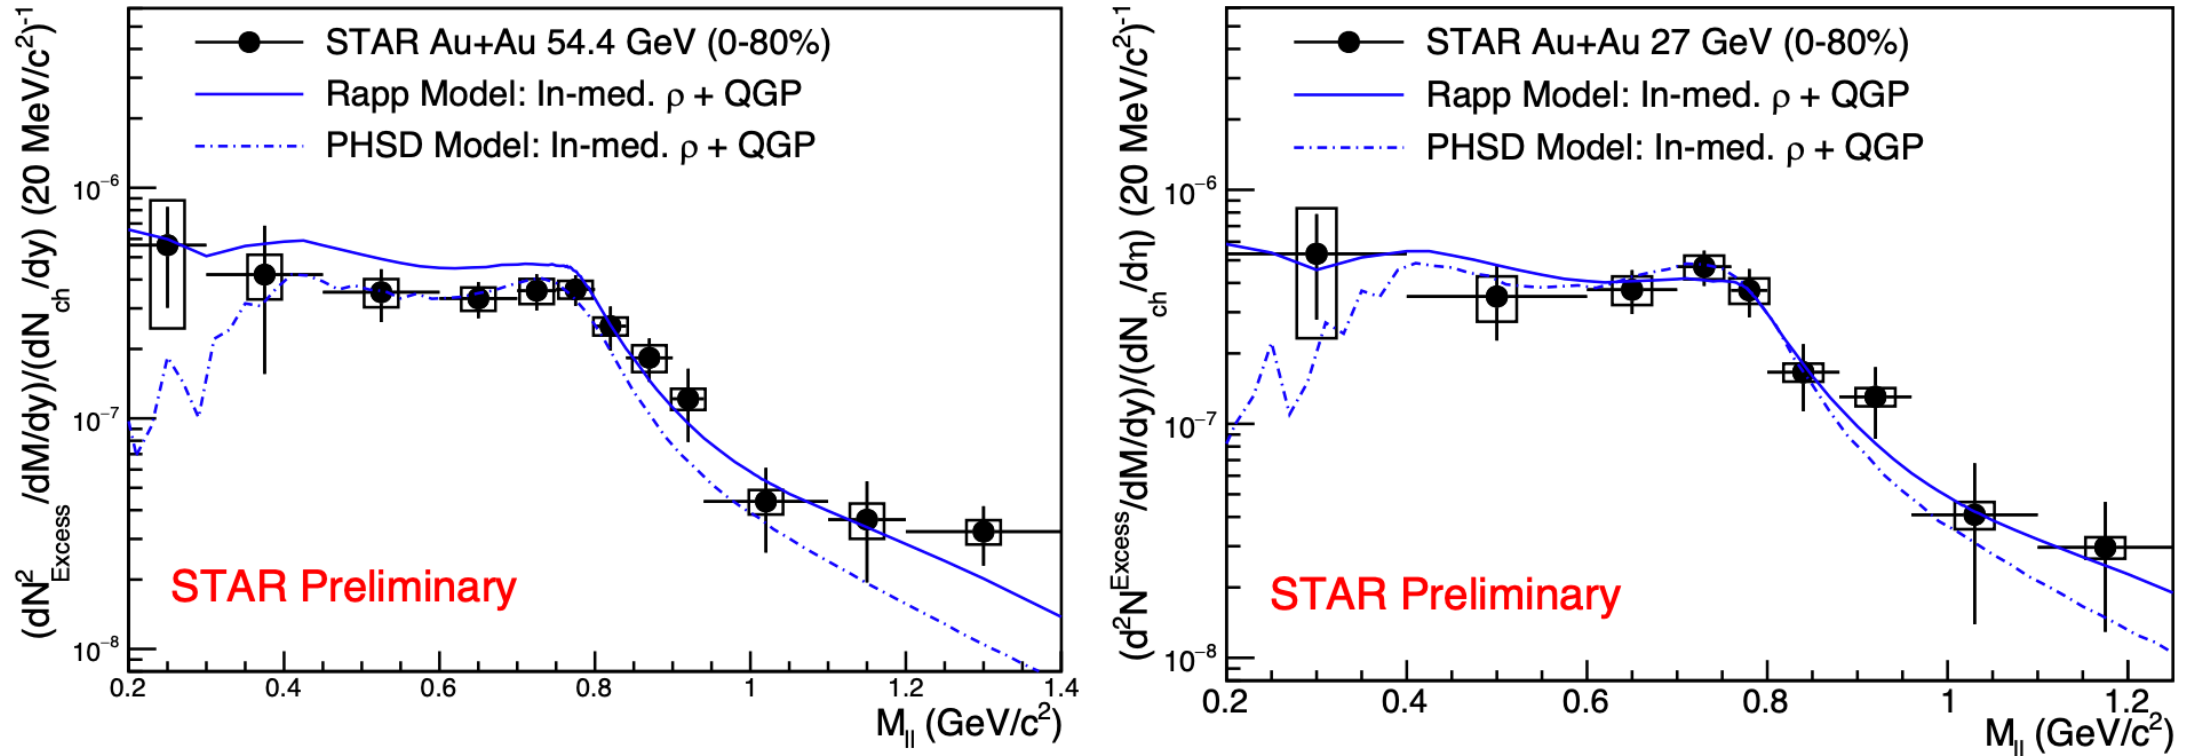 STAR Au+Au 54.4 GeV (0-80%)
Rapp Model: In-med. ρ + QGP
PHSD Model: In-med. ρ + QGP
(dN²Excess/dM/dy)/(dNch/dy) (20 MeV/c²)⁻¹
10⁻⁶
10⁻⁷
10⁻⁸
STAR Preliminary
0.2 0.4 0.6 0.8 1 1.2 1.4
M|| (GeV/c²)
STAR Au+Au 27 GeV (0-80%)
Rapp Model: In-med. ρ + QGP
PHSD Model: In-med. ρ + QGP
(d²N^Excess/dM/dy)/(dNch/dη) (20 MeV/c²)⁻¹
10⁻⁶
10⁻⁷
10⁻⁸
STAR Preliminary
0.2 0.4 0.6 0.8 1 1.2
M|| (GeV/c²)